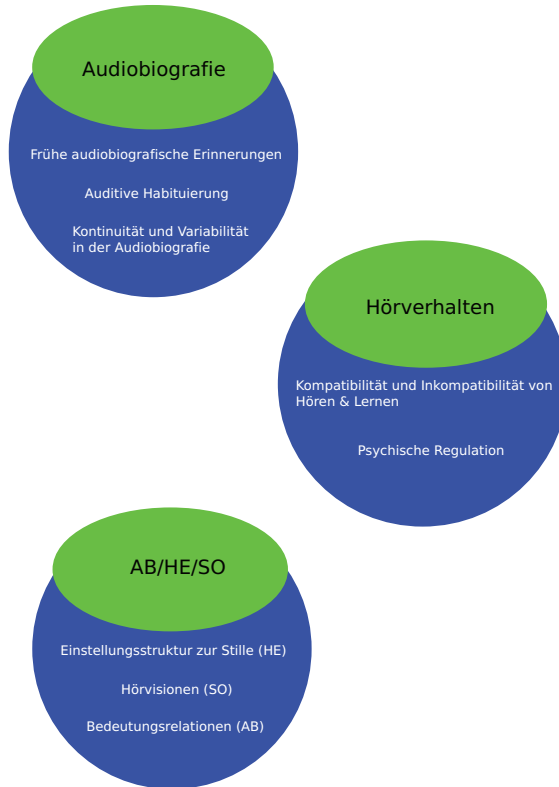 Audiobiografie
Frühe audiobiografische Erinnerungen
Auditive Habituierung
Kontinuität und Variabilität
in der Audiobiografie
Hörverhalten
Kompatibilität und Inkompatibilität von
Hören & Lernen
Psychische Regulation
AB/HE/SO
Einstellungsstruktur zur Stille (HE)
Hörvisionen (SO)
Bedeutungsrelationen (AB)